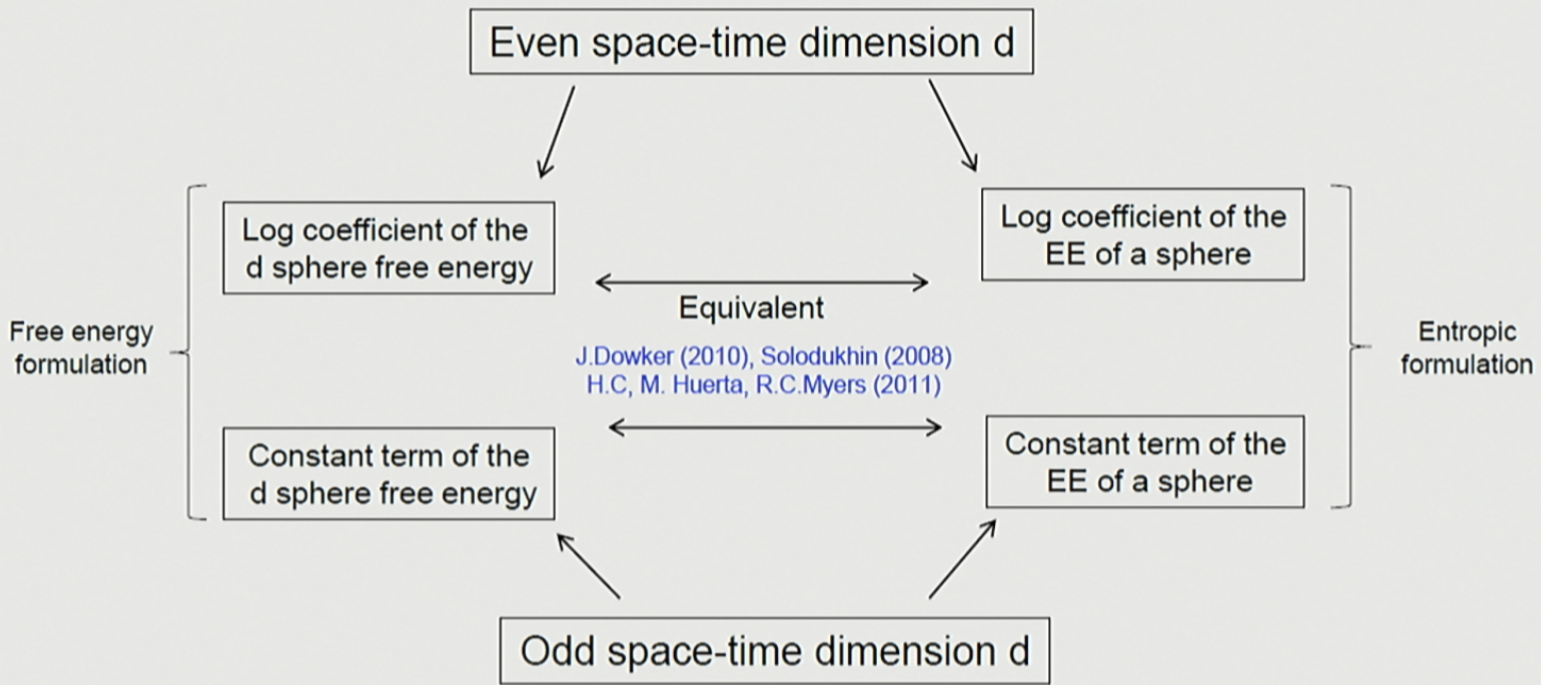 Even space-time dimension d
Log coefficient of the
d sphere free energy
Log coefficient of the
EE of a sphere
Equivalent
Free energy
formulation
J.Dowker (2010), Solodukhin (2008)
H.C, M. Huerta, R.C.Myers (2011)
Entropic
formulation
Constant term of the
d sphere free energy
Constant term of the
EE of a sphere
Odd space-time dimension d